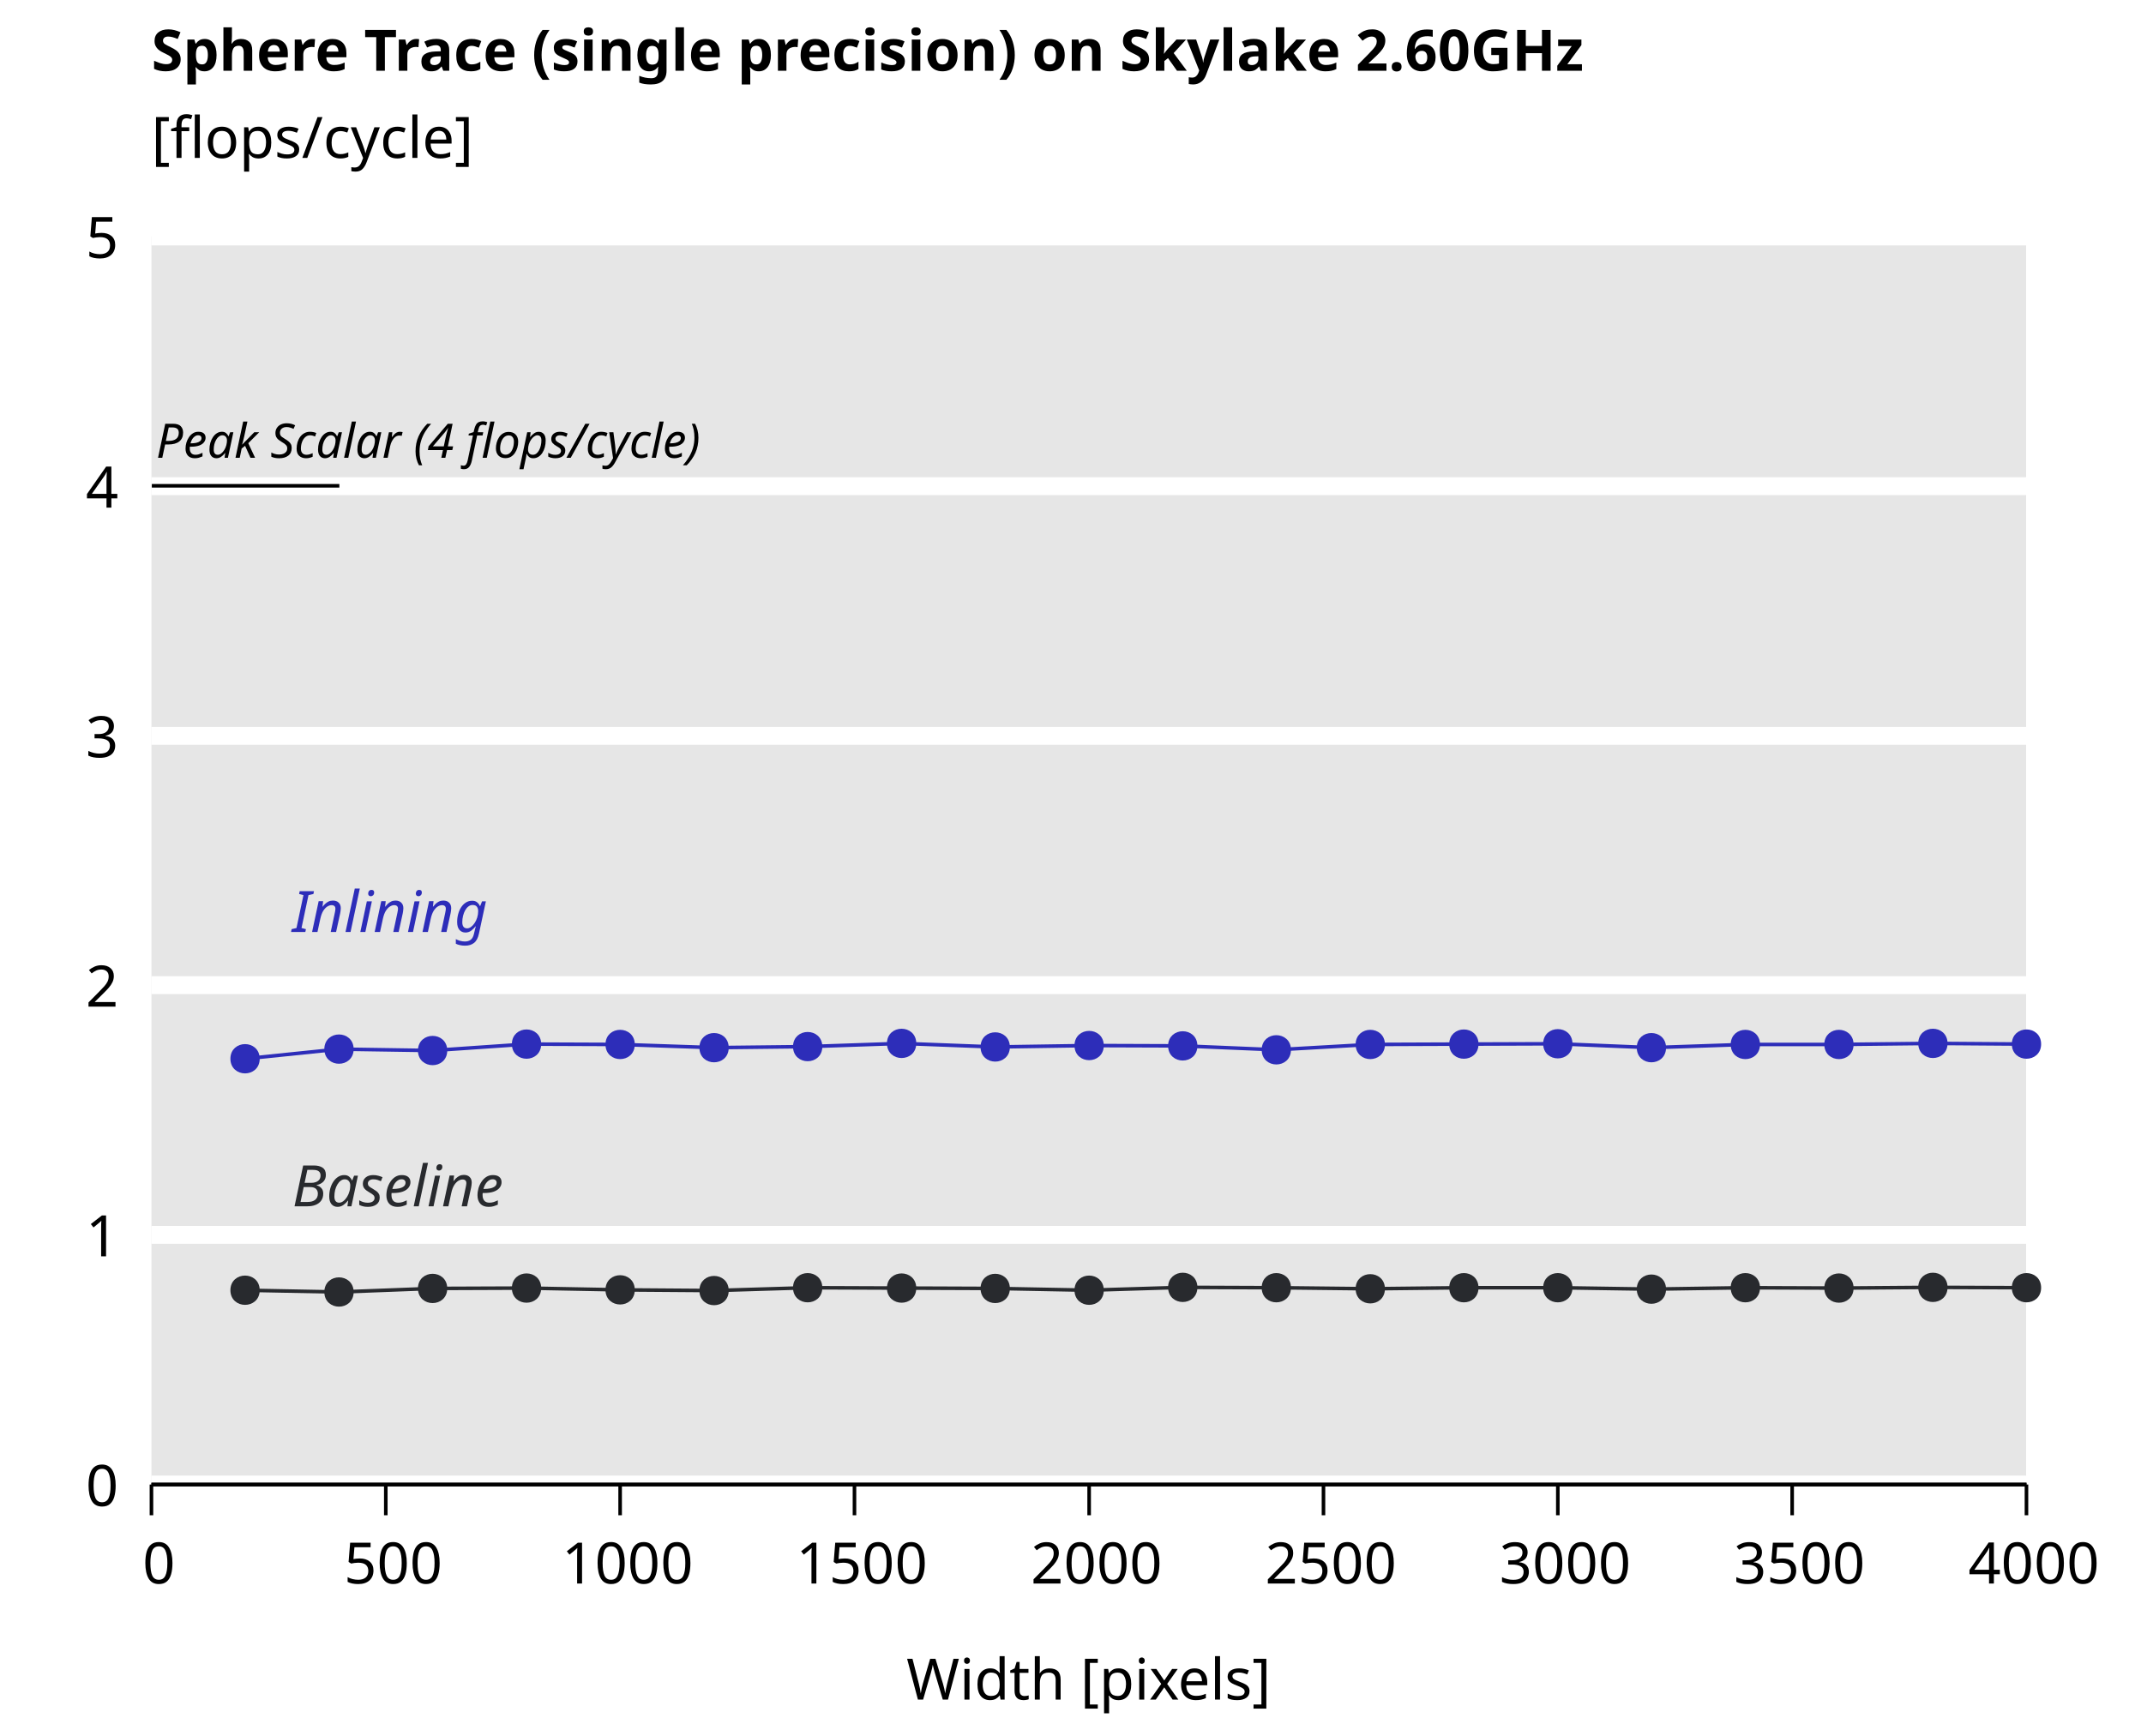 Sphere Trace (single precision) on Skylake 2.6GHz
[flops/cycle]
5
Peak Scalar (4 flops/cycle)
4
3
Inlining
2
Baseline
1
0
0 500 1000 1500 2000 2500 3000 3500 4000
Width [pixels]